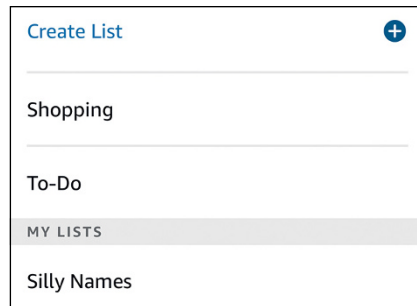 Create List
Shopping
To-Do
MY LISTS
Silly Names